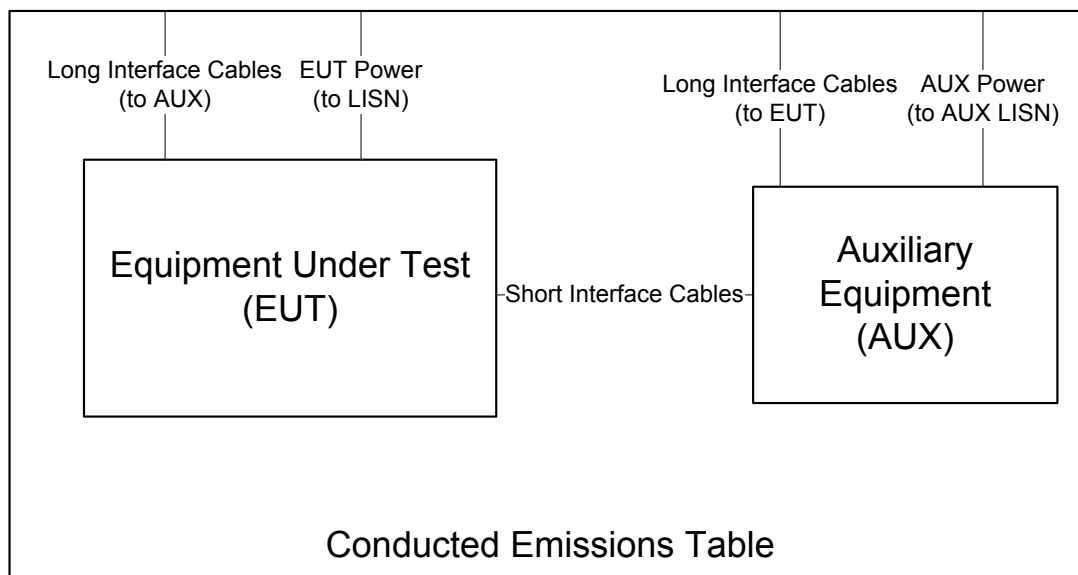 Long Interface Cables
(to AUX)
EUT Power
(to LISN)
Long Interface Cables
(to EUT)
AUX Power
(to AUX LISN)
Equipment Under Test
(EUT)
Short Interface Cables
Auxiliary
Equipment
(AUX)
Conducted Emissions Table